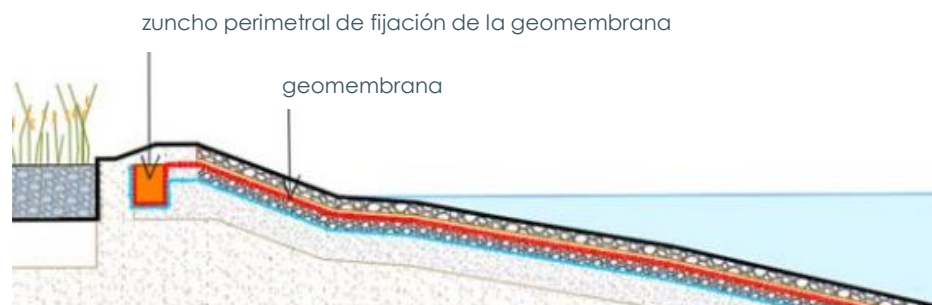 zuncho perimetral de fijación de la geomembrana
geomembrana